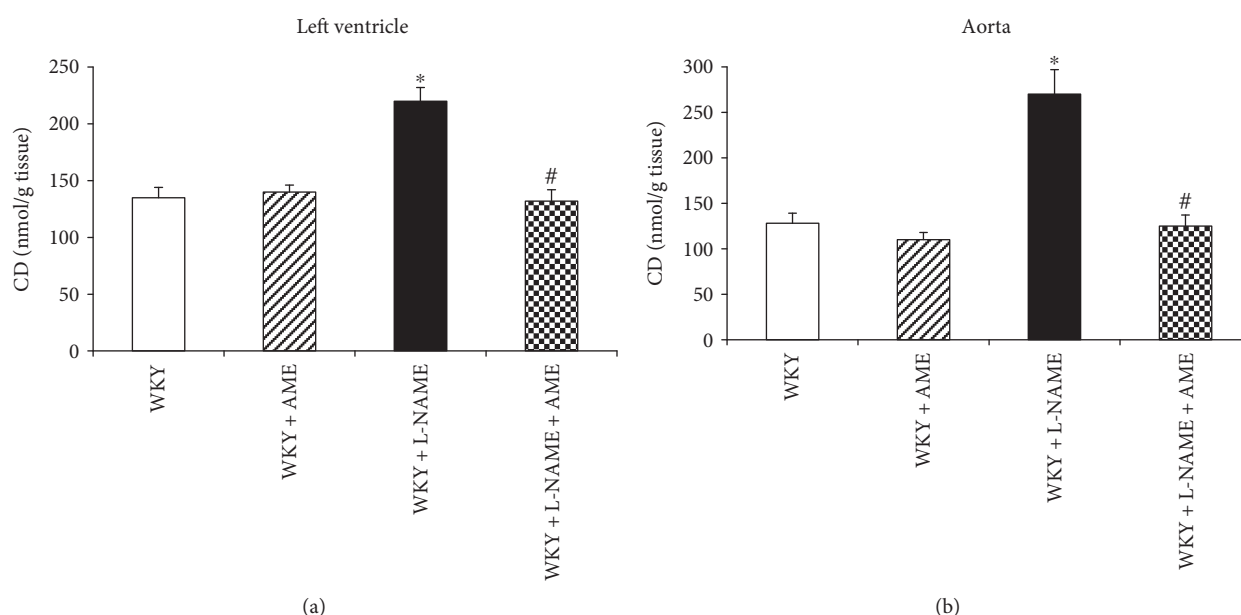 Left ventricle
CD (nmol/g tissue)
250
200
150
100
50
0
*
#
WKY
WKY + AME
WKY + L-NAME
WKY + L-NAME + AME
(a)
Aorta
CD (nmol/g tissue)
300
250
200
150
100
50
0
*
#
WKY
WKY + AME
WKY + L-NAME
WKY + L-NAME + AME
(b)